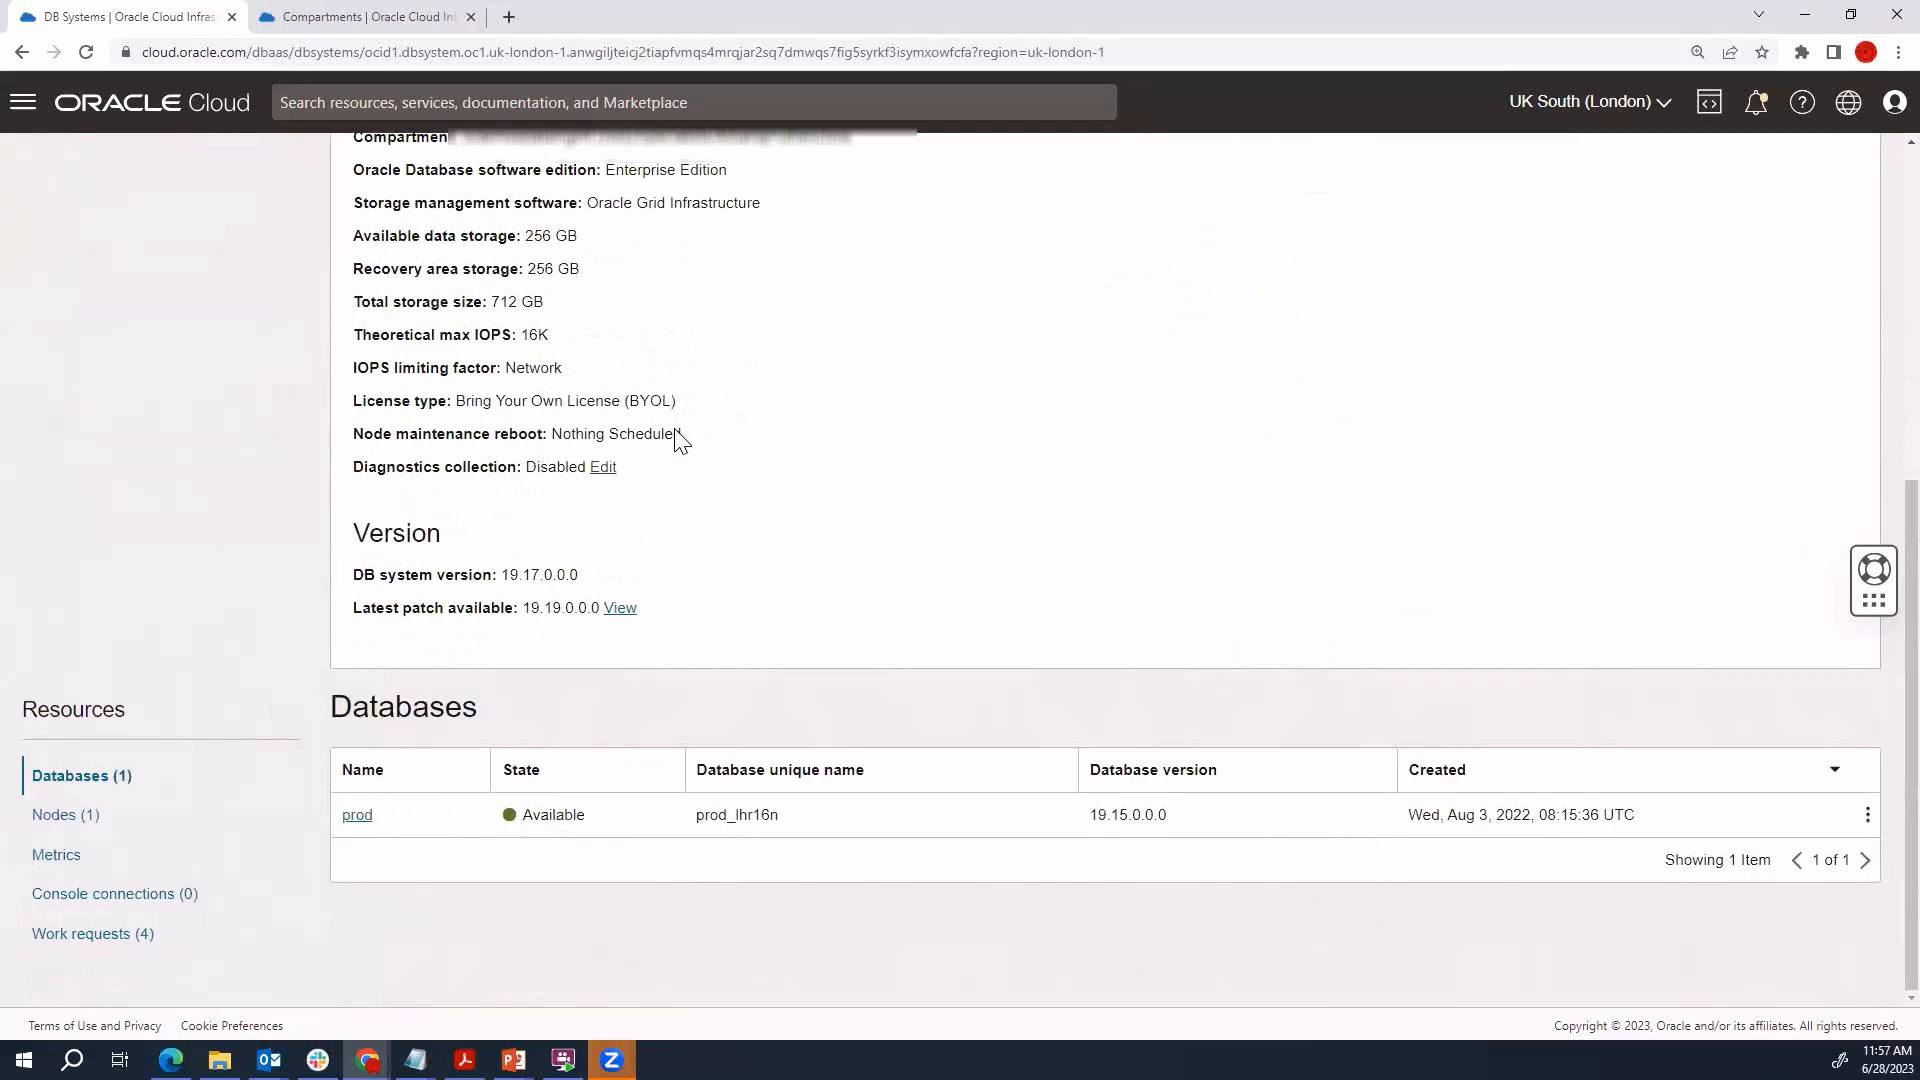 DB Systems | Oracle Cloud Infras
Compartments | Oracle Cloud In
cloud.oracle.com/dbaas/dbsystems/ocid1.dbsystem.oc1.uk-london-1.anwgiljteicj2tiapfvmqs4mrqjar2sq7dmwqs7fig5syrkf3isymxowfcfa?region=uk-london-1
ORACLE Cloud
Search resources, services, documentation, and Marketplace
UK South (London)
Compartmen
Oracle Database software edition: Enterprise Edition
Storage management software: Oracle Grid Infrastructure
Available data storage: 256 GB
Recovery area storage: 256 GB
Total storage size: 712 GB
Theoretical max IOPS: 16K
IOPS limiting factor: Network
License type: Bring Your Own License (BYOL)
Node maintenance reboot: Nothing Scheduled
Diagnostics collection: Disabled Edit
Version
DB system version: 19.17.0.0.0
Latest patch available: 19.19.0.0.0 View
Resources
Databases (1)
Nodes (1)
Metrics
Console connections (0)
Work requests (4)
Databases
Name State Database unique name Database version Created
prod Available prod_lhr16n 19.15.0.0.0 Wed, Aug 3, 2022, 08:15:36 UTC
Showing 1 Item 1 of 1
Terms of Use and Privacy Cookie Preferences
Copyright © 2023, Oracle and/or its affiliates. All rights reserved.
11:57 AM
6/28/2023